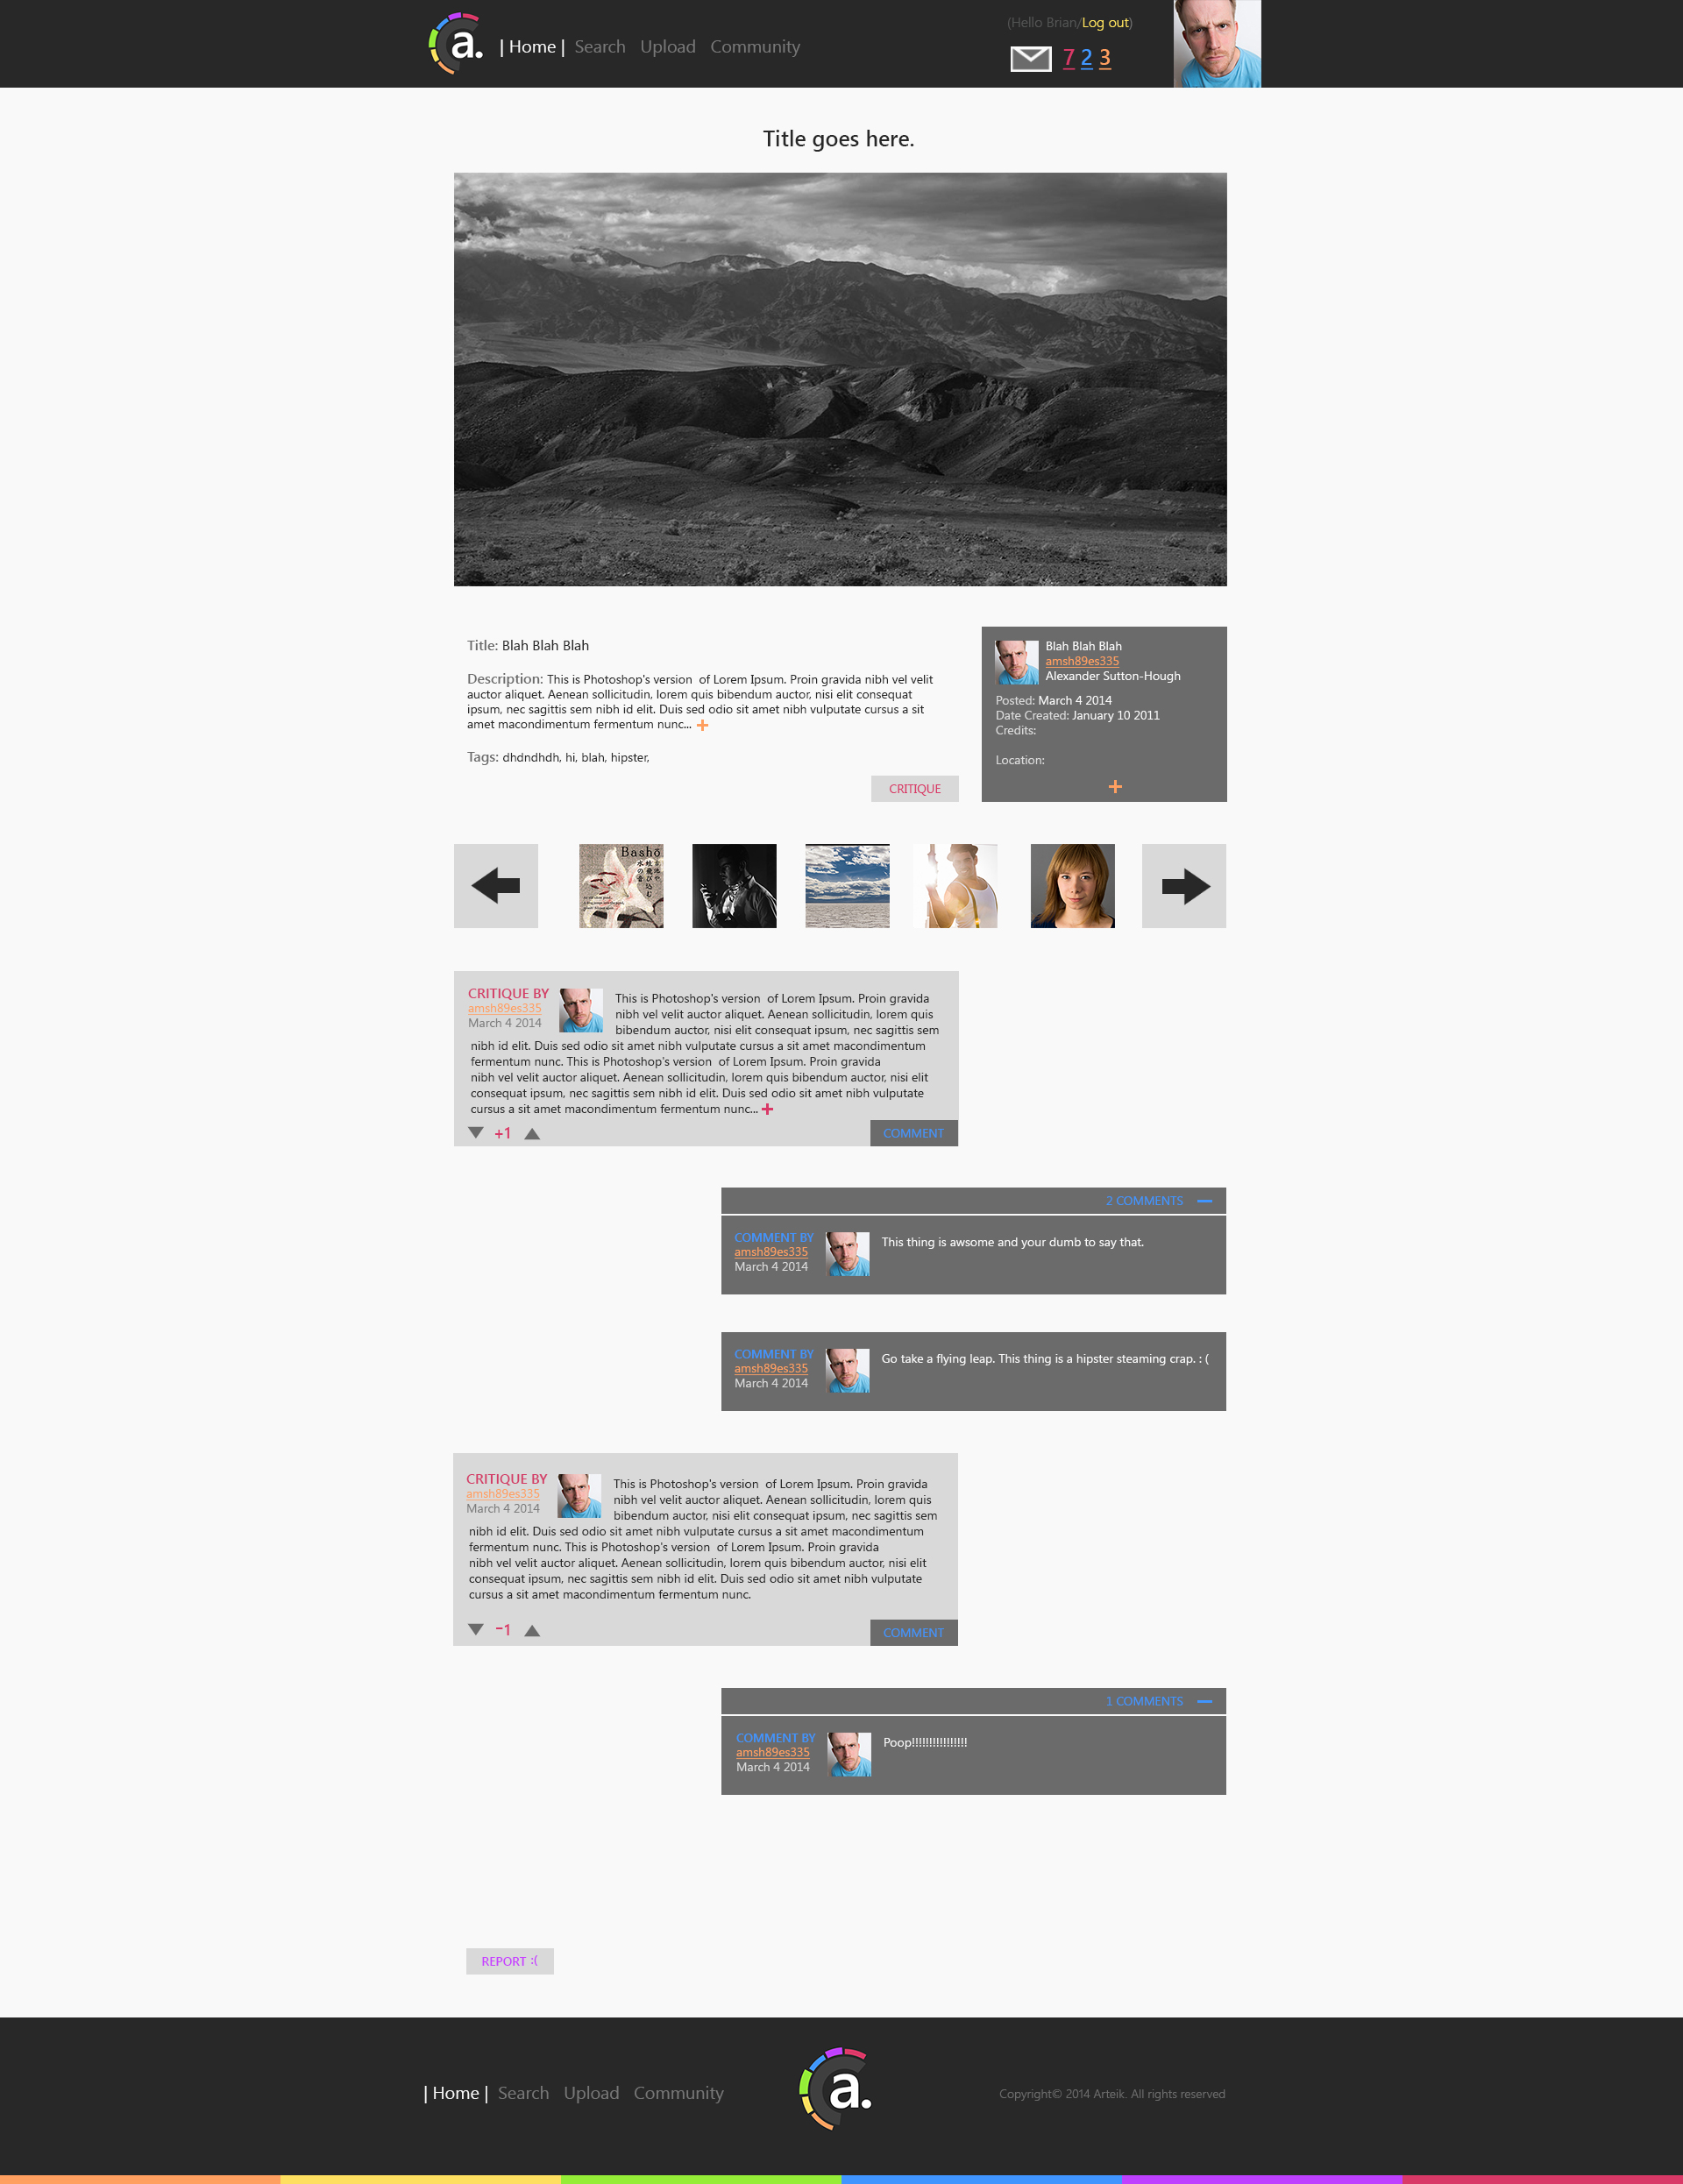 a.
| Home | Search Upload Community
(Hello Brian/Log out)
7 2 3
Title goes here.
Title: Blah Blah Blah
Description: This is Photoshop's version of Lorem Ipsum. Proin gravida nibh vel velit
auctor aliquet. Aenean sollicitudin, lorem quis bibendum auctor, nisi elit consequat
ipsum, nec sagittis sem nibh id elit. Duis sed odio sit amet nibh vulputate cursus a sit
amet macondimentum fermentum nunc... +
Tags: dhdndhdh, hi, blah, hipster,
CRITIQUE
Blah Blah Blah
amsh89es335
Alexander Sutton-Hough
Posted: March 4 2014
Date Created: January 10 2011
Credits:
Location:
+
Bashō
CRITIQUE BY
amsh89es335
March 4 2014
This is Photoshop's version of Lorem Ipsum. Proin gravida
nibh vel velit auctor aliquet. Aenean sollicitudin, lorem quis
bibendum auctor, nisi elit consequat ipsum, nec sagittis sem
nibh id elit. Duis sed odio sit amet nibh vulputate cursus a sit amet macondimentum
fermentum nunc. This is Photoshop's version of Lorem Ipsum. Proin gravida
nibh vel velit auctor aliquet. Aenean sollicitudin, lorem quis bibendum auctor, nisi elit
consequat ipsum, nec sagittis sem nibh id elit. Duis sed odio sit amet nibh vulputate
cursus a sit amet macondimentum fermentum nunc... +
+1
COMMENT
2 COMMENTS
COMMENT BY
amsh89es335
March 4 2014
This thing is awsome and your dumb to say that.
COMMENT BY
amsh89es335
March 4 2014
Go take a flying leap. This thing is a hipster steaming crap. : (
CRITIQUE BY
amsh89es335
March 4 2014
This is Photoshop's version of Lorem Ipsum. Proin gravida
nibh vel velit auctor aliquet. Aenean sollicitudin, lorem quis
bibendum auctor, nisi elit consequat ipsum, nec sagittis sem
nibh id elit. Duis sed odio sit amet nibh vulputate cursus a sit amet macondimentum
fermentum nunc. This is Photoshop's version of Lorem Ipsum. Proin gravida
nibh vel velit auctor aliquet. Aenean sollicitudin, lorem quis bibendum auctor, nisi elit
consequat ipsum, nec sagittis sem nibh id elit. Duis sed odio sit amet nibh vulputate
cursus a sit amet macondimentum fermentum nunc.
-1
COMMENT
1 COMMENTS
COMMENT BY
amsh89es335
March 4 2014
Poop!!!!!!!!!!!!!!!!
REPORT :(
| Home | Search Upload Community
a.
Copyright© 2014 Arteik. All rights reserved